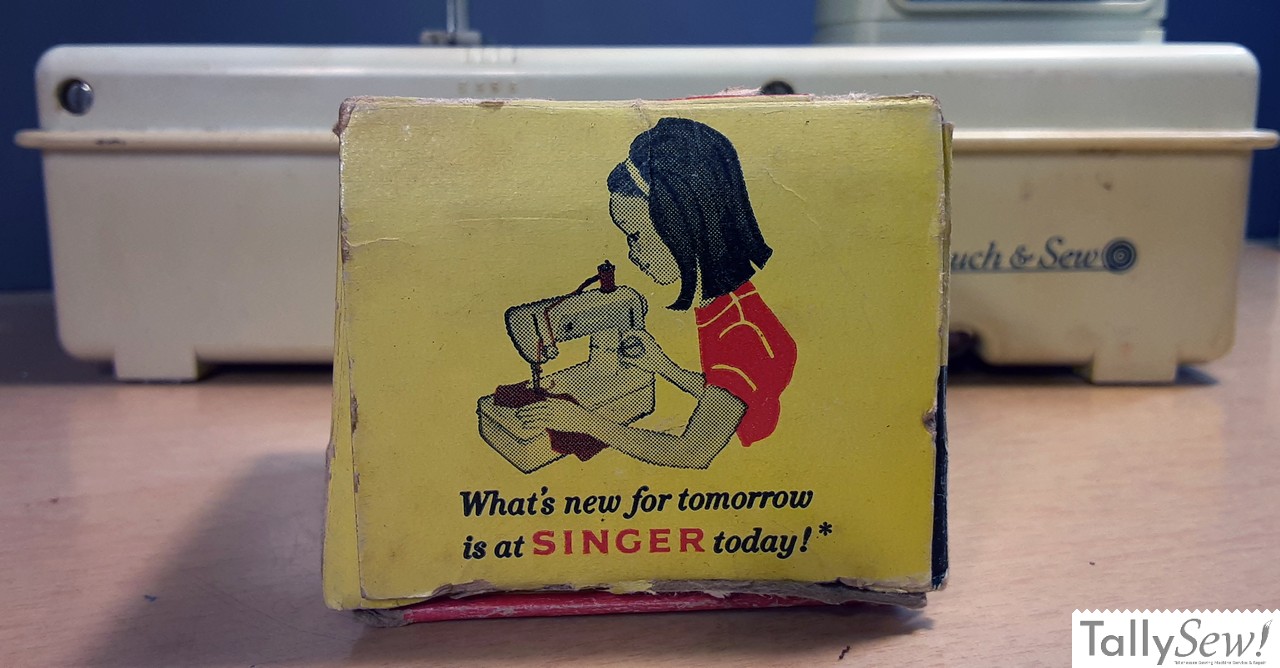 uch & Sew
What's new for tomorrow
is at SINGER today!*
TallySew!